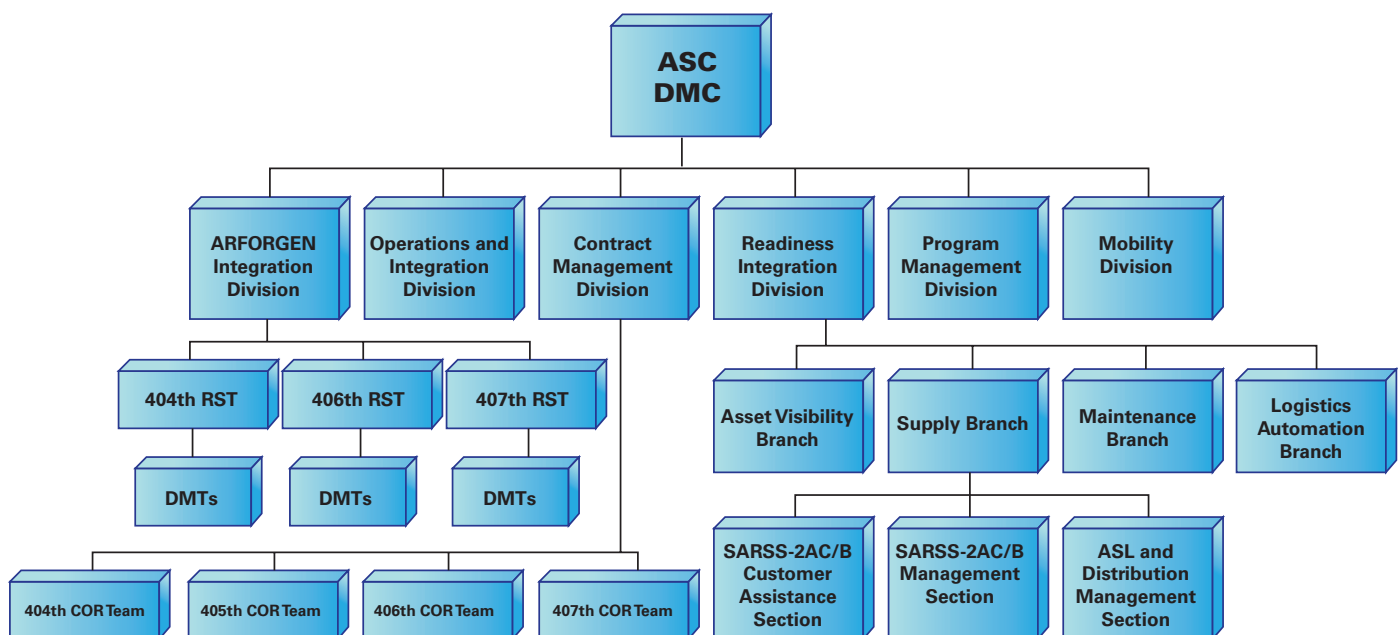 ASC
DMC
ARFORGEN
Integration
Division
Operations and
Integration
Division
Contract
Management
Division
Readiness
Integration
Division
Program
Management
Division
Mobility
Division
404th RST
406th RST
407th RST
Asset Visibility
Branch
Supply Branch
Maintenance
Branch
Logistics
Automation
Branch
DMTs
DMTs
DMTs
SARSS-2AC/B
Customer
Assistance
Section
SARSS-2AC/B
Management
Section
ASL and
Distribution
Management
Section
404th COR Team
405th COR Team
406th COR Team
407th COR Team